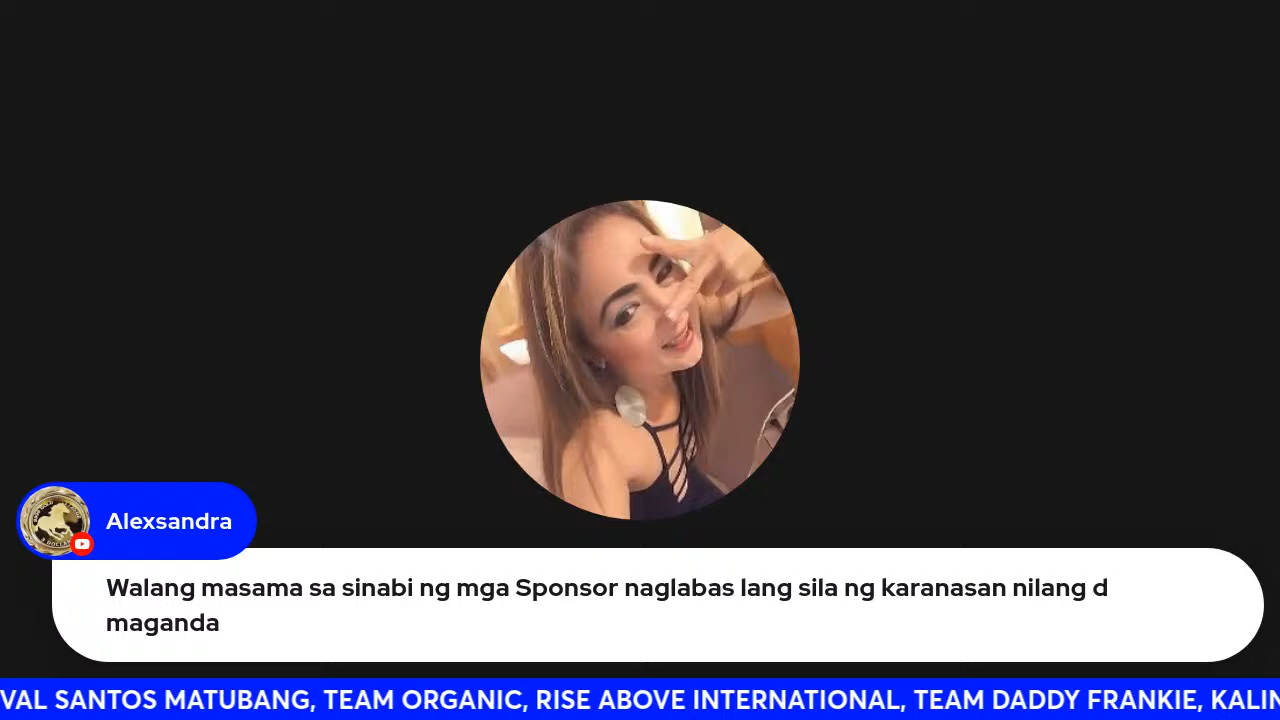 Alexsandra
Walang masama sa sinabi ng mga Sponsor naglabas lang sila ng karanasan nilang d
maganda
VAL SANTOS MATUBANG, TEAM ORGANIC, RISE ABOVE INTERNATIONAL, TEAM DADDY FRANKIE,